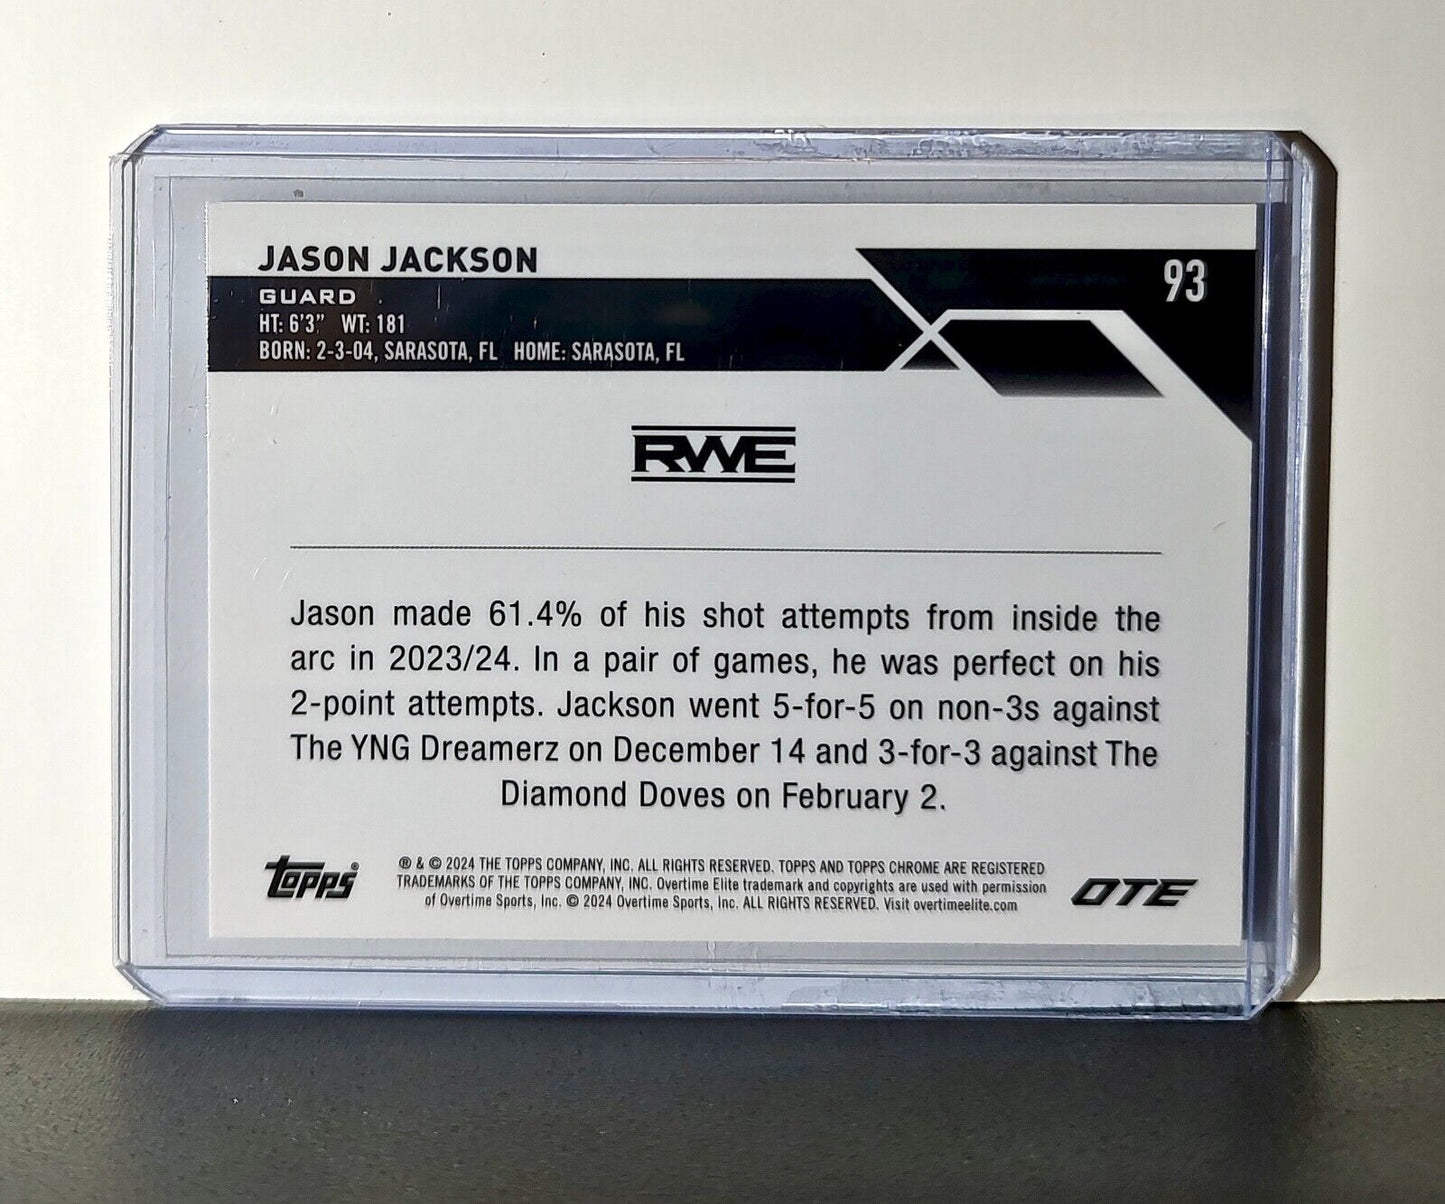 JASON JACKSON
93
GUARD
HT: 6'3" WT: 181
BORN: 2-3-04, SARASOTA, FL HOME: SARASOTA, FL
RWE
Jason made 61.4% of his shot attempts from inside the
arc in 2023/24. In a pair of games, he was perfect on his
2-point attempts. Jackson went 5-for-5 on non-3s against
The YNG Dreamerz on December 14 and 3-for-3 against The
Diamond Doves on February 2.
topps®
® & © 2024 THE TOPPS COMPANY, INC. ALL RIGHTS RESERVED. TOPPS AND TOPPS CHROME ARE REGISTERED
TRADEMARKS OF THE TOPPS COMPANY, INC. Overtime Elite trademark and copyrights are used with permission
of Overtime Sports, Inc. © 2024 Overtime Sports, Inc. ALL RIGHTS RESERVED. Visit overtimeelite.com
OTE